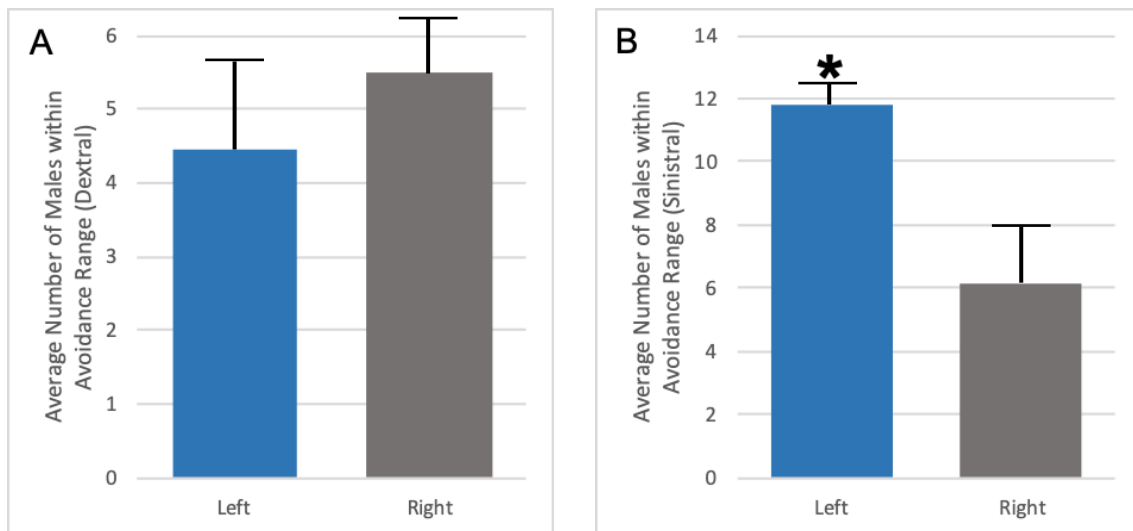 A
Average Number of Males within
Avoidance Range (Dextral)
6
5
4
3
2
1
0
Left
Right
B
Average Number of Males within
Avoidance Range (Sinistral)
14
12
10
8
6
4
2
0
*
Left
Right